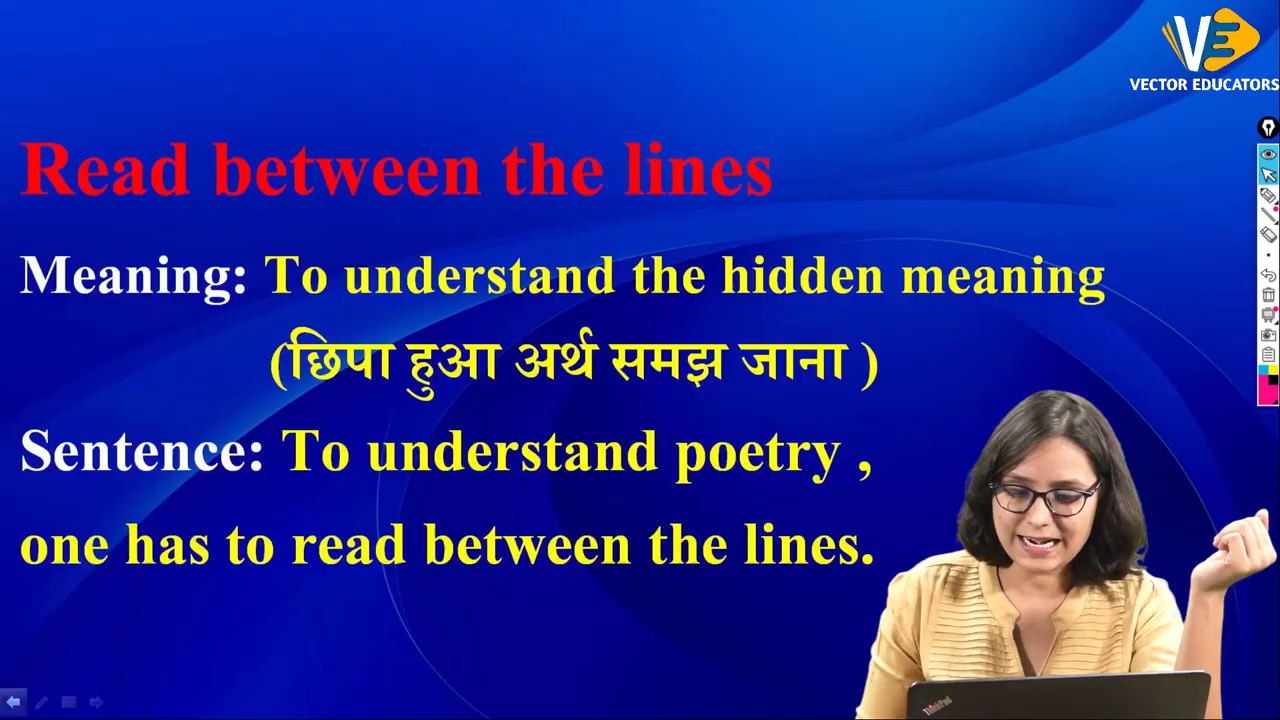 VECTOR EDUCATORS
Read between the lines
Meaning: To understand the hidden meaning
(छिपा हुआ अर्थ समझ जाना )
Sentence: To understand poetry ,
one has to read between the lines.
ThinkPad